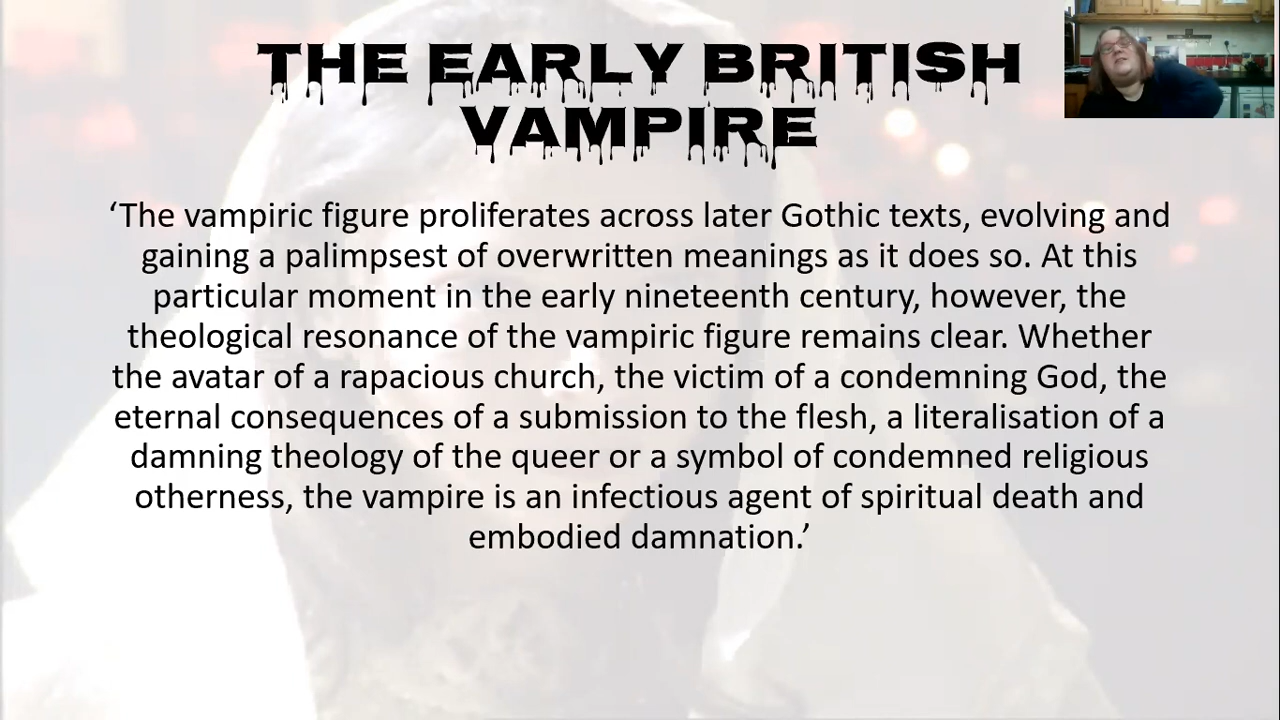 THE EARLY BRITISH
VAMPIRE
‘The vampiric figure proliferates across later Gothic texts, evolving and
gaining a palimpsest of overwritten meanings as it does so. At this
particular moment in the early nineteenth century, however, the
theological resonance of the vampiric figure remains clear. Whether
the avatar of a rapacious church, the victim of a condemning God, the
eternal consequences of a submission to the flesh, a literalisation of a
damning theology of the queer or a symbol of condemned religious
otherness, the vampire is an infectious agent of spiritual death and
embodied damnation.’